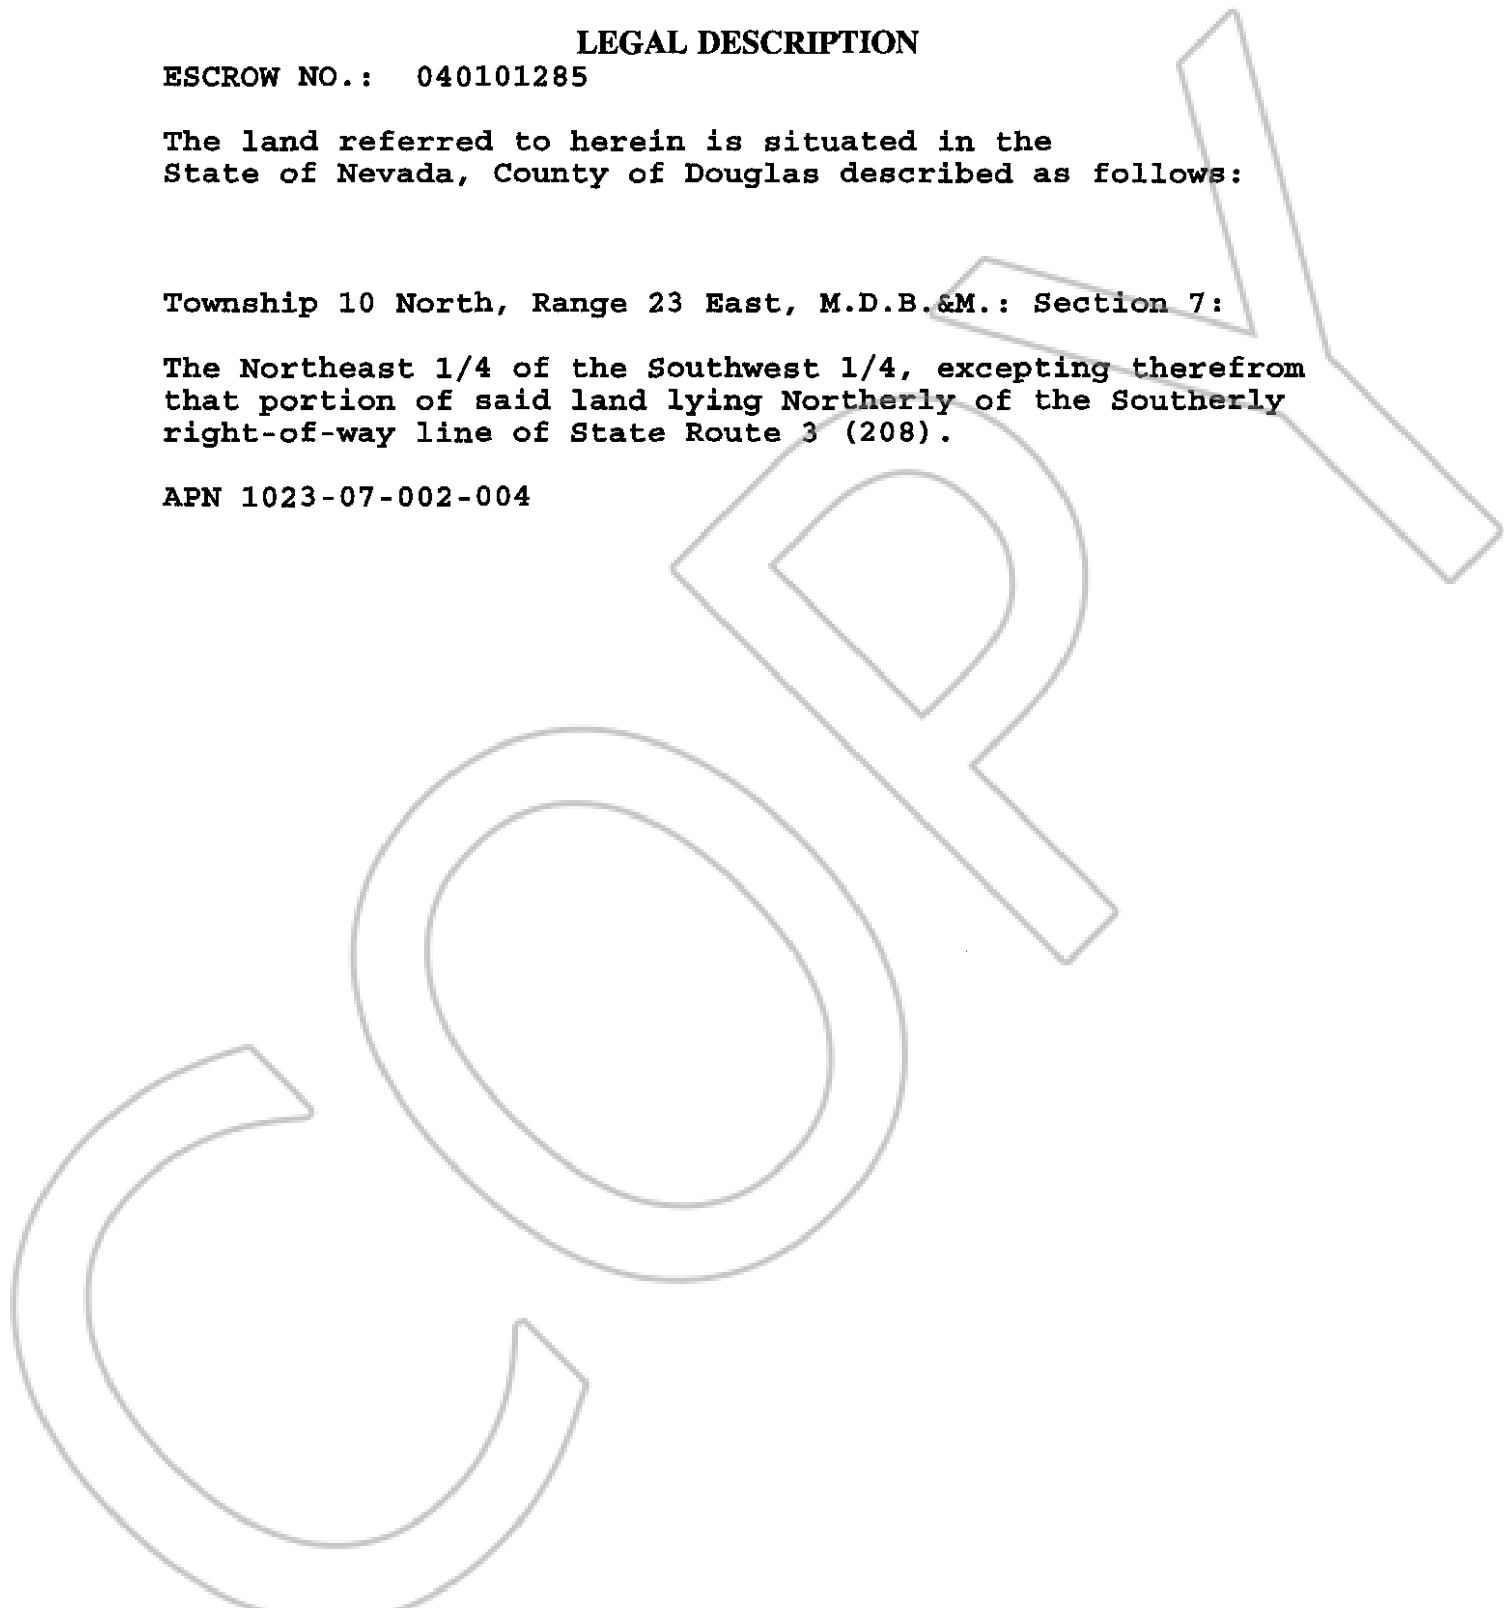 LEGAL DESCRIPTION
ESCROW NO.: 040101285
The land referred to herein is situated in the
State of Nevada, County of Douglas described as follows:
Township 10 North, Range 23 East, M.D.B.&M.: Section 7:
The Northeast 1/4 of the Southwest 1/4, excepting therefrom
that portion of said land lying Northerly of the Southerly
right-of-way line of State Route 3 (208).
APN 1023-07-002-004
COPY